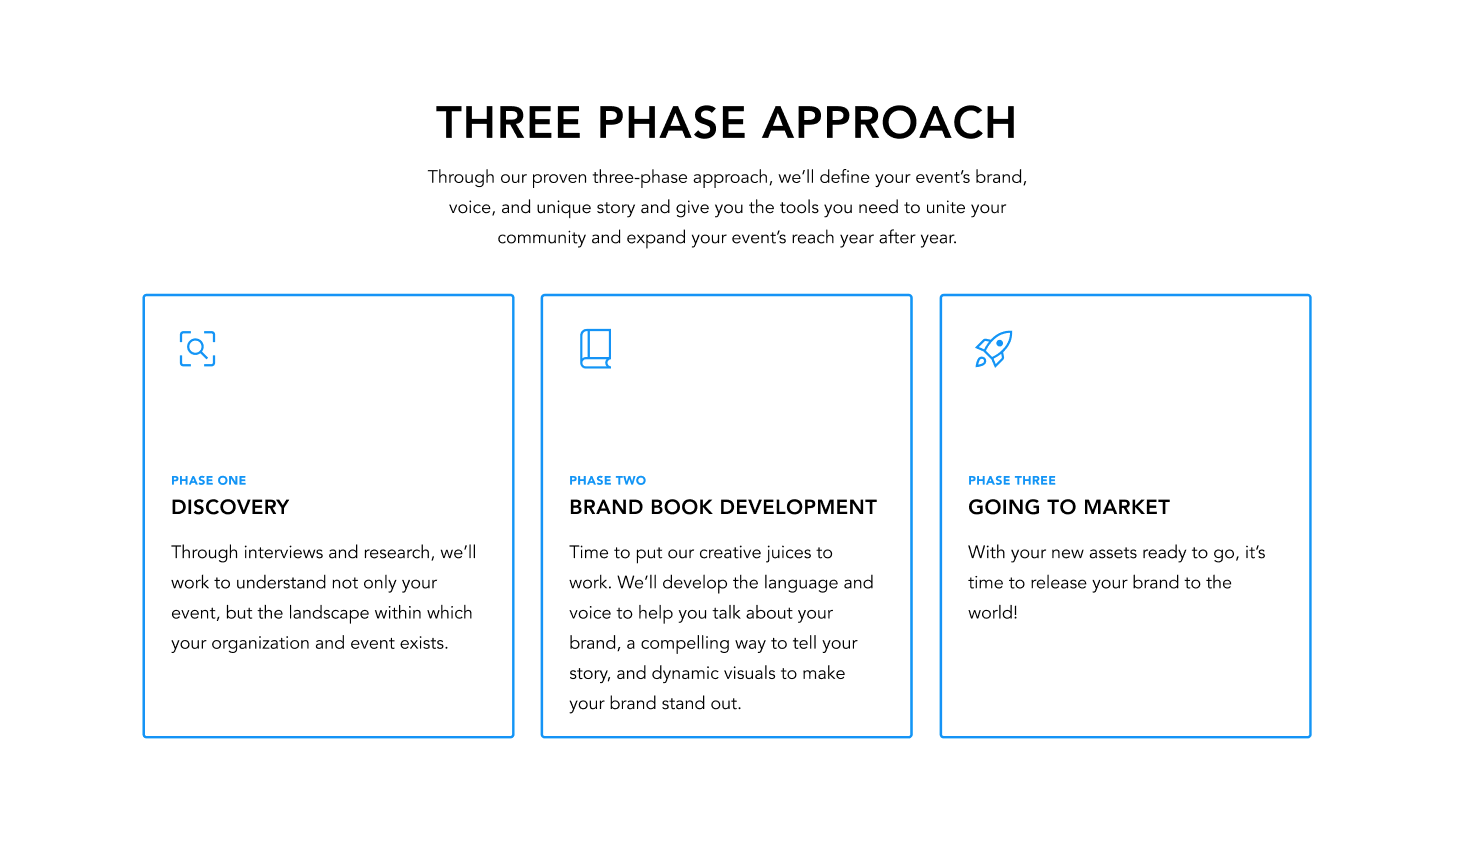 THREE PHASE APPROACH
Through our proven three-phase approach, we’ll define your event’s brand,
voice, and unique story and give you the tools you need to unite your
community and expand your event’s reach year after year.
PHASE ONE
DISCOVERY
Through interviews and research, we’ll
work to understand not only your
event, but the landscape within which
your organization and event exists.
PHASE TWO
BRAND BOOK DEVELOPMENT
Time to put our creative juices to
work. We’ll develop the language and
voice to help you talk about your
brand, a compelling way to tell your
story, and dynamic visuals to make
your brand stand out.
PHASE THREE
GOING TO MARKET
With your new assets ready to go, it’s
time to release your brand to the
world!